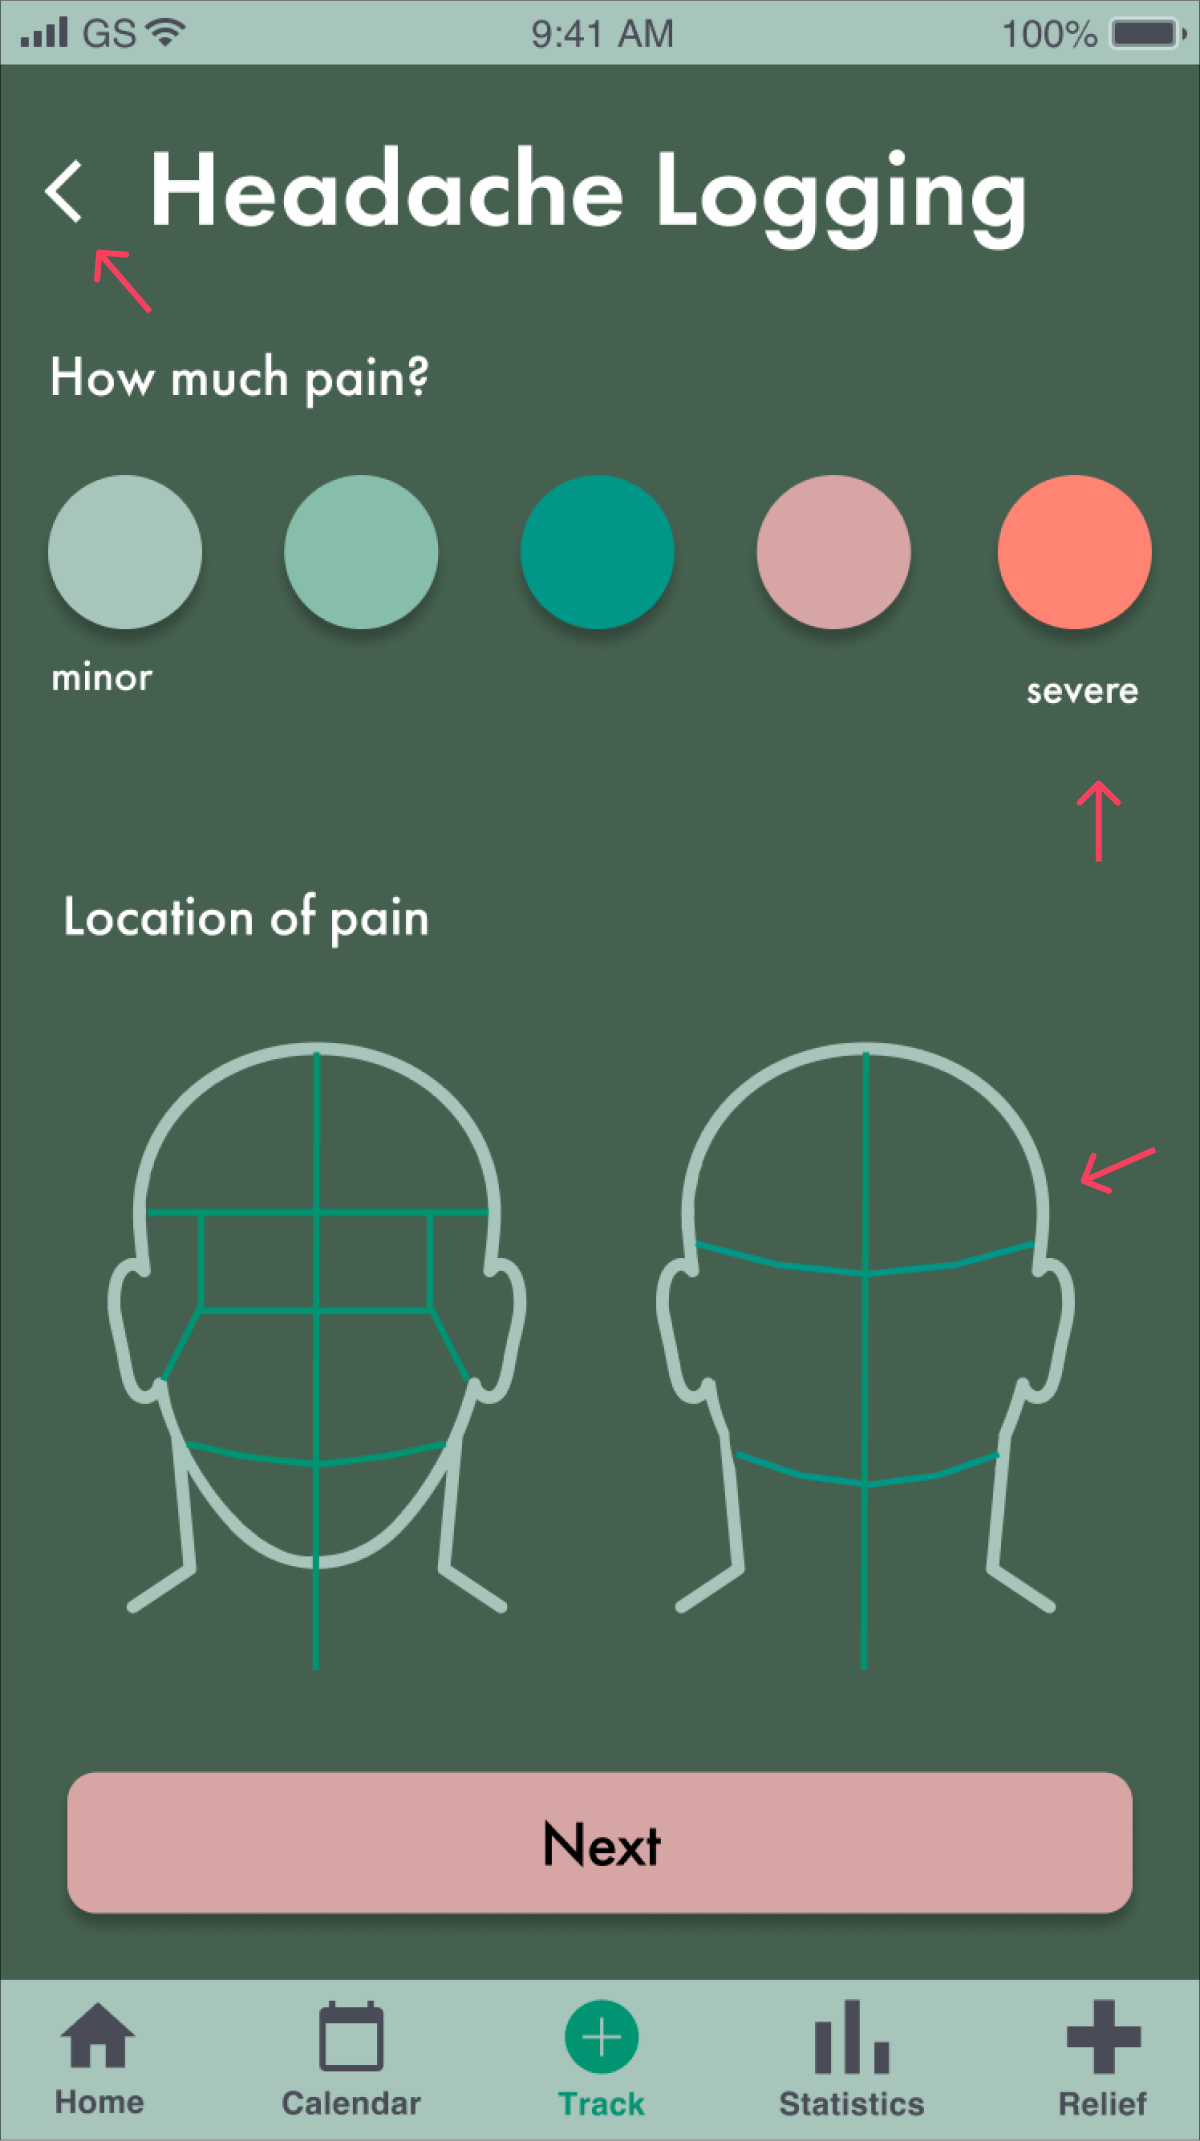 GS 9:41 AM 100%
Headache Logging
How much pain?
minor severe
Location of pain
Next
Home Calendar Track Statistics Relief